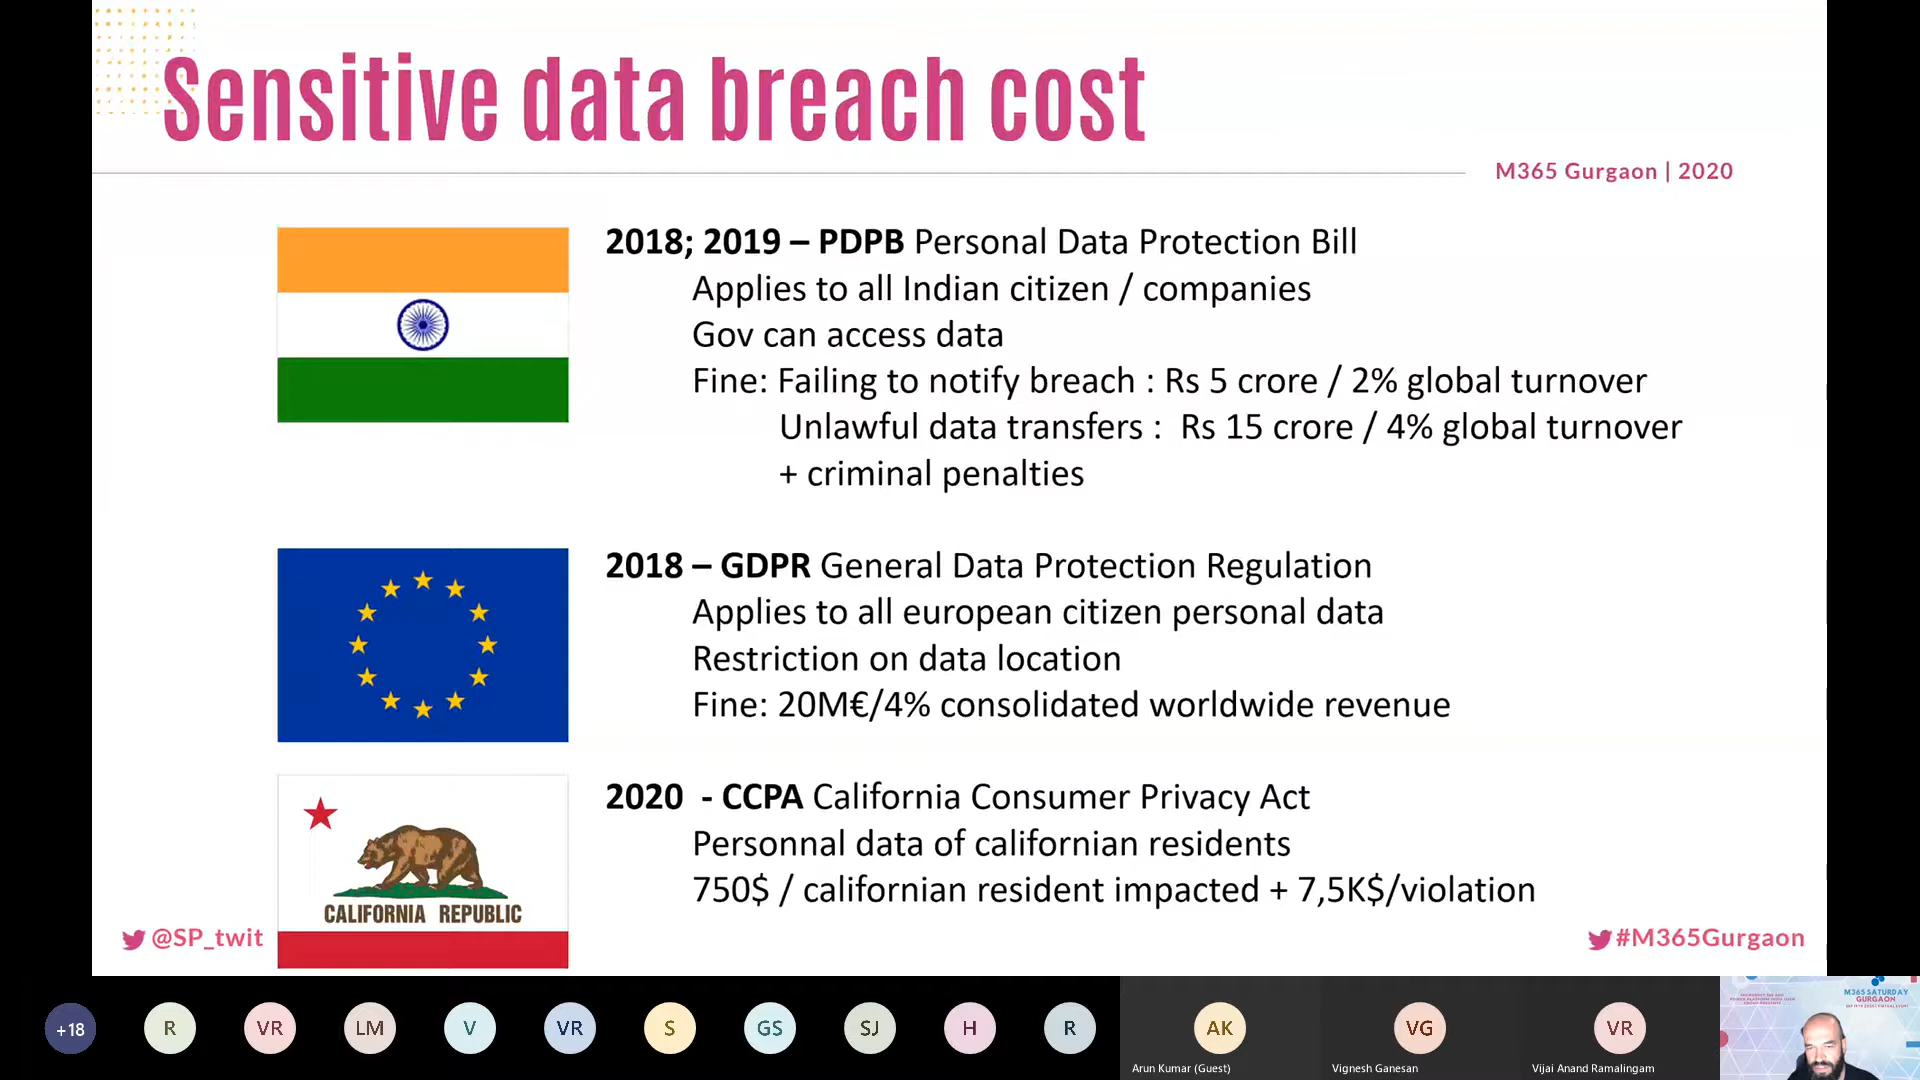 Sensitive data breach cost
M365 Gurgaon | 2020
2018; 2019 – PDPB Personal Data Protection Bill
Applies to all Indian citizen / companies
Gov can access data
Fine: Failing to notify breach : Rs 5 crore / 2% global turnover
Unlawful data transfers : Rs 15 crore / 4% global turnover
+ criminal penalties
2018 – GDPR General Data Protection Regulation
Applies to all european citizen personal data
Restriction on data location
Fine: 20M€/4% consolidated worldwide revenue
2020 - CCPA California Consumer Privacy Act
Personnal data of californian residents
750$ / californian resident impacted + 7,5K$/violation
CALIFORNIA REPUBLIC
@SP_twit
#M365Gurgaon
+18
R
VR
LM
V
VR
S
GS
SJ
H
R
AK
VG
VR
Arun Kumar (Guest)
Vignesh Ganesan
Vijai Anand Ramalingam
M365 SATURDAY
GURGAON